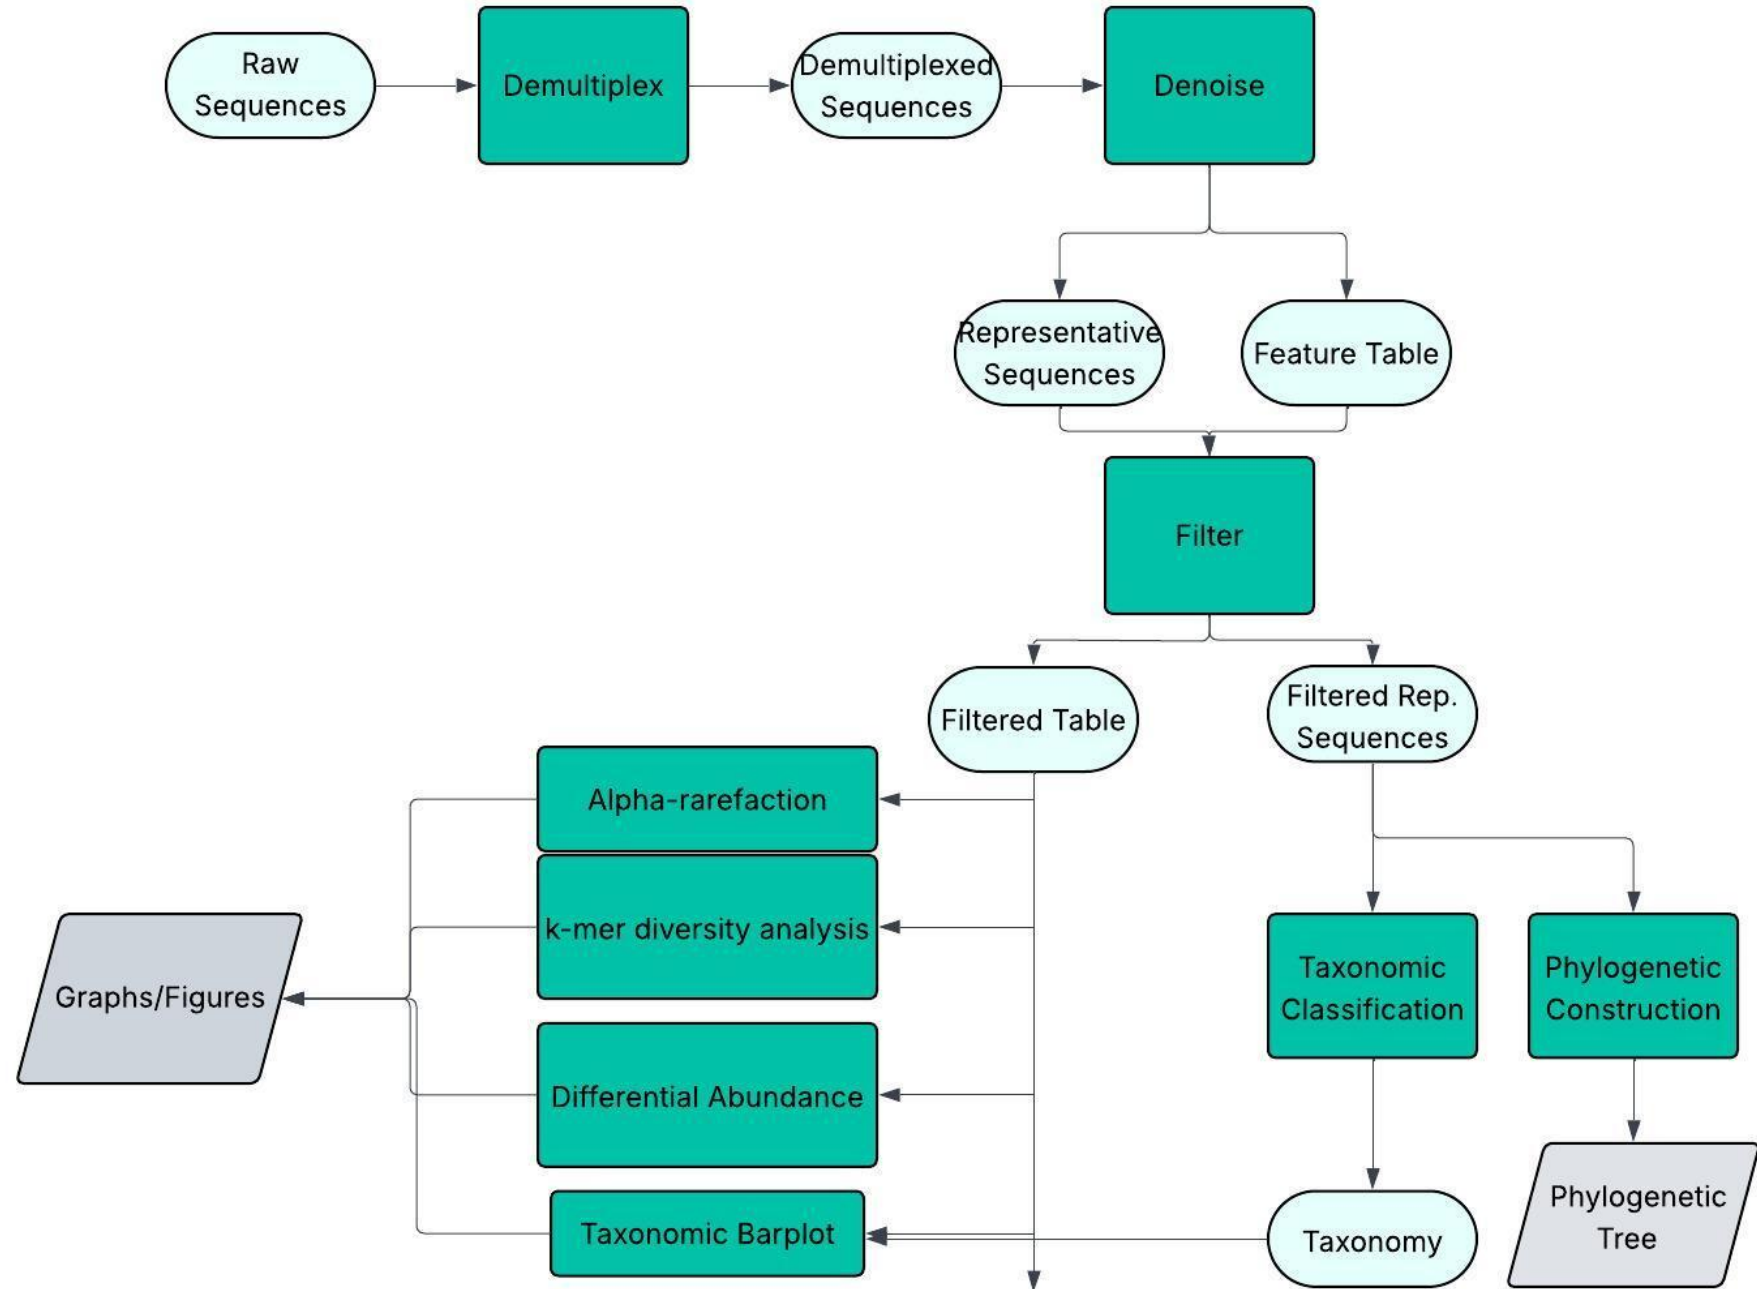 Raw
Sequences
Demultiplex
Demultiplexed
Sequences
Denoise
Representative
Sequences
Feature Table
Filter
Filtered Table
Filtered Rep.
Sequences
Alpha-rarefaction
k-mer diversity analysis
Graphs/Figures
Differential Abundance
Taxonomic Barplot
Taxonomic
Classification
Phylogenetic
Construction
Taxonomy
Phylogenetic
Tree